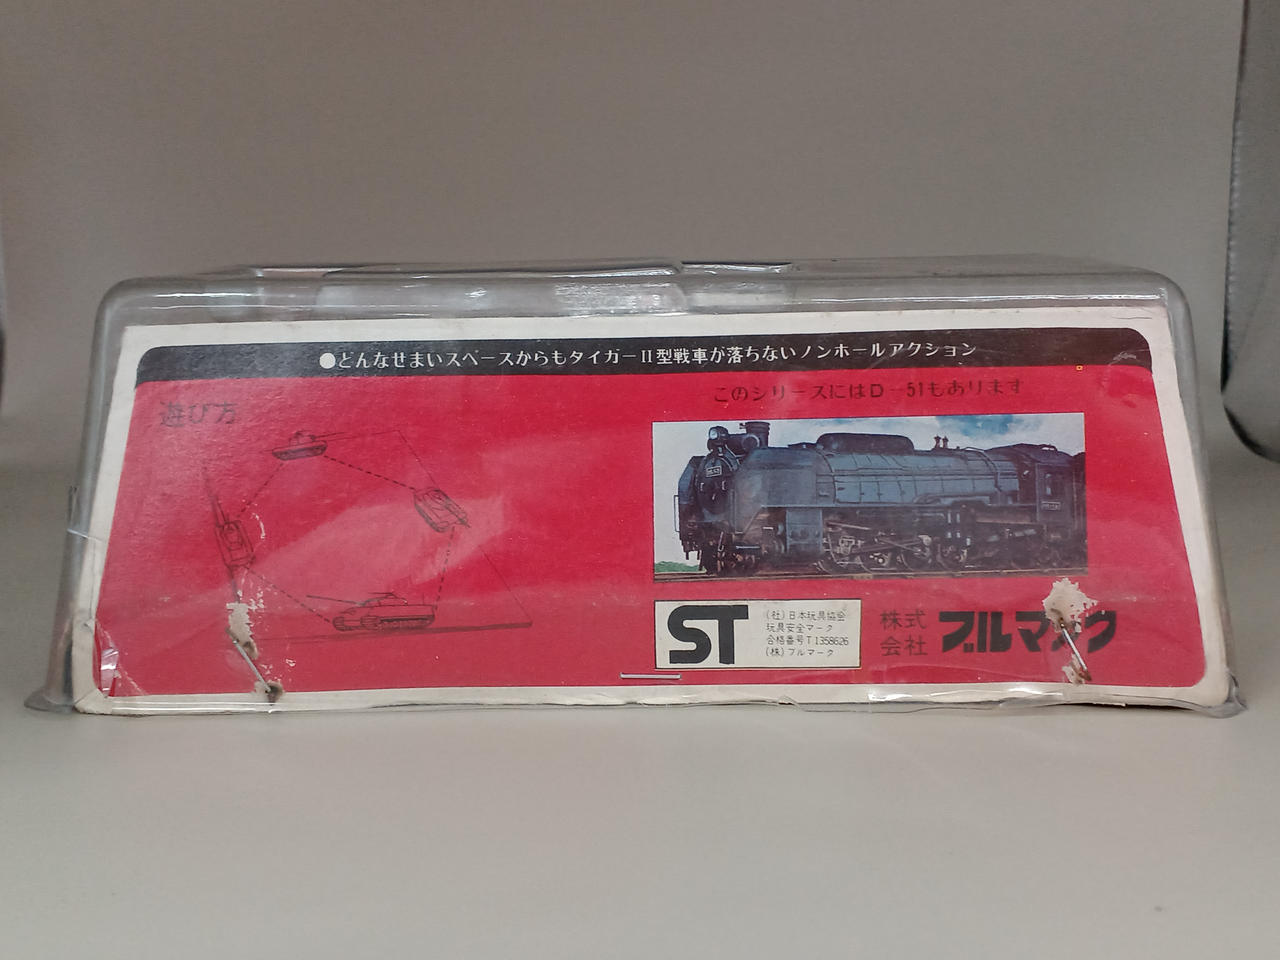 ●どんなせまいスペースからもタイガーII型戦車が落ちないノンホールアクション
遊び方
このシリーズにはD-51もあります
ST
(社)日本玩具協会
玩具安全マーク
合格番号T1358626
(株)ブルマーク
株式会社 ブルマァク